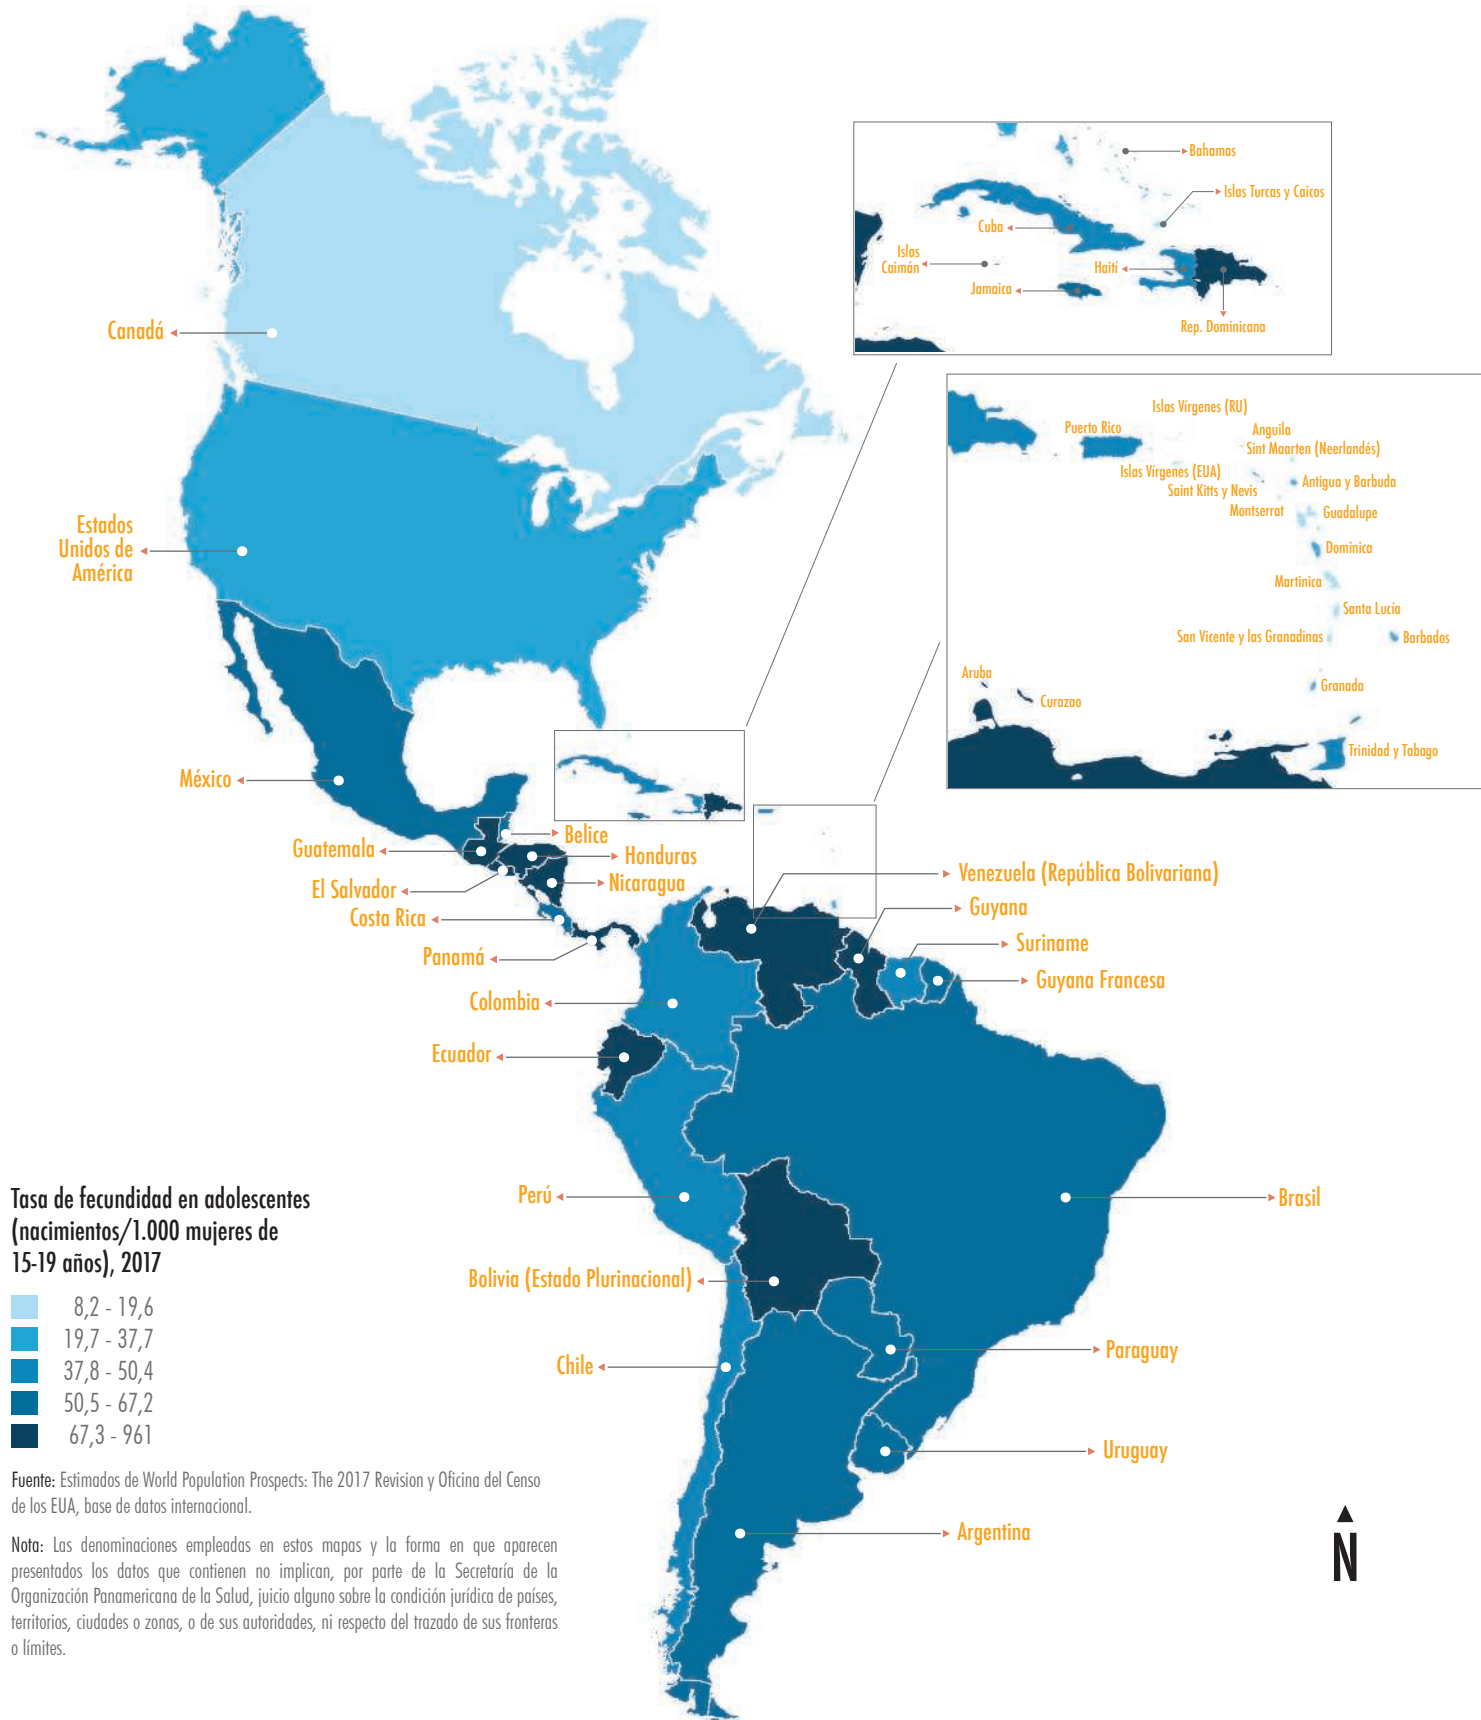 Bahamas
Islas Turcas y Caicos
Cuba
Islas
Caimán
Haití
Jamaica
Rep. Dominicana
Canadá
Islas Vírgenes (RU)
Puerto Rico
Anguila
Sint Maarten (Neerlandés)
Islas Vírgenes (EUA)
Antigua y Barbuda
Saint Kitts y Nevis
Montserrat
Guadalupe
Dominica
Martinica
Santa Lucía
San Vicente y las Granadinas
Barbados
Aruba
Granada
Curazao
Trinidad y Tabago
Estados
Unidos de
América
México
Belice
Guatemala
Honduras
El Salvador
Nicaragua
Costa Rica
Panamá
Venezuela (República Bolivariana)
Guyana
Suriname
Guyana Francesa
Colombia
Ecuador
Perú
Brasil
Bolivia (Estado Plurinacional)
Paraguay
Chile
Uruguay
Argentina
Tasa de fecundidad en adolescentes
(nacimientos/1.000 mujeres de
15-19 años), 2017
8,2 - 19,6
19,7 - 37,7
37,8 - 50,4
50,5 - 67,2
67,3 - 961
Fuente: Estimados de World Population Prospects: The 2017 Revision y Oficina del Censo
de los EUA, base de datos internacional.
Nota: Las denominaciones empleadas en estos mapas y la forma en que aparecen
presentados los datos que contienen no implican, por parte de la Secretaría de la
Organización Panamericana de la Salud, juicio alguno sobre la condición jurídica de países,
territorios, ciudades o zonas, o de sus autoridades, ni respecto del trazado de sus fronteras
o límites.
N